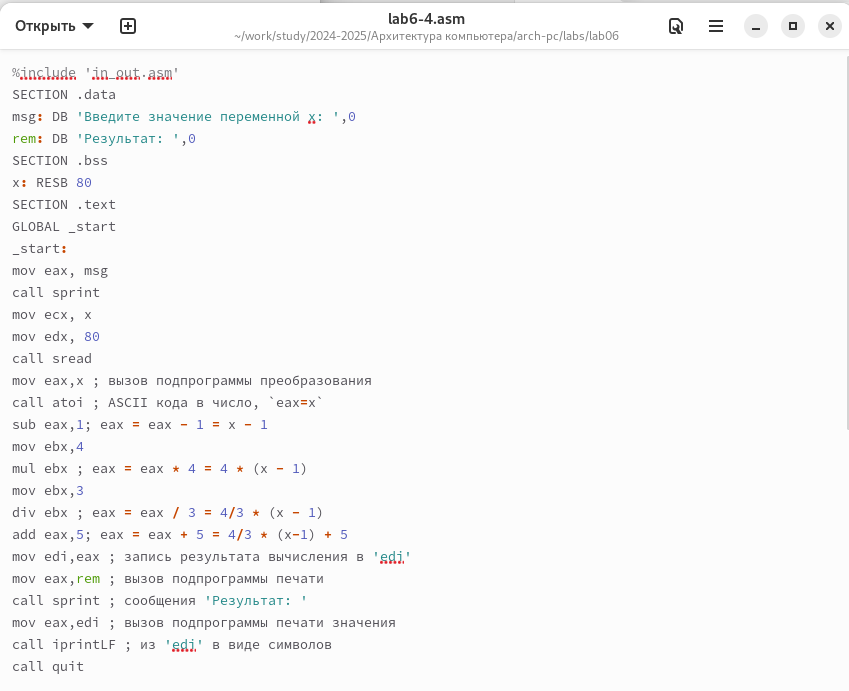 Открыть
lab6-4.asm
~/work/study/2024-2025/Архитектура компьютера/arch-pc/labs/lab06
%include 'in_out.asm'
SECTION .data
msg: DB 'Введите значение переменной x: ',0
rem: DB 'Результат: ',0
SECTION .bss
x: RESB 80
SECTION .text
GLOBAL _start
_start:
mov eax, msg
call sprint
mov ecx, x
mov edx, 80
call sread
mov eax,x ; вызов подпрограммы преобразования
call atoi ; ASCII кода в число, `eax=x`
sub eax,1; eax = eax - 1 = x - 1
mov ebx,4
mul ebx ; eax = eax * 4 = 4 * (x - 1)
mov ebx,3
div ebx ; eax = eax / 3 = 4/3 * (x - 1)
add eax,5; eax = eax + 5 = 4/3 * (x-1) + 5
mov edi,eax ; запись результата вычисления в 'edi'
mov eax,rem ; вызов подпрограммы печати
call sprint ; сообщения 'Результат: '
mov eax,edi ; вызов подпрограммы печати значения
call iprintLF ; из 'edi' в виде символов
call quit